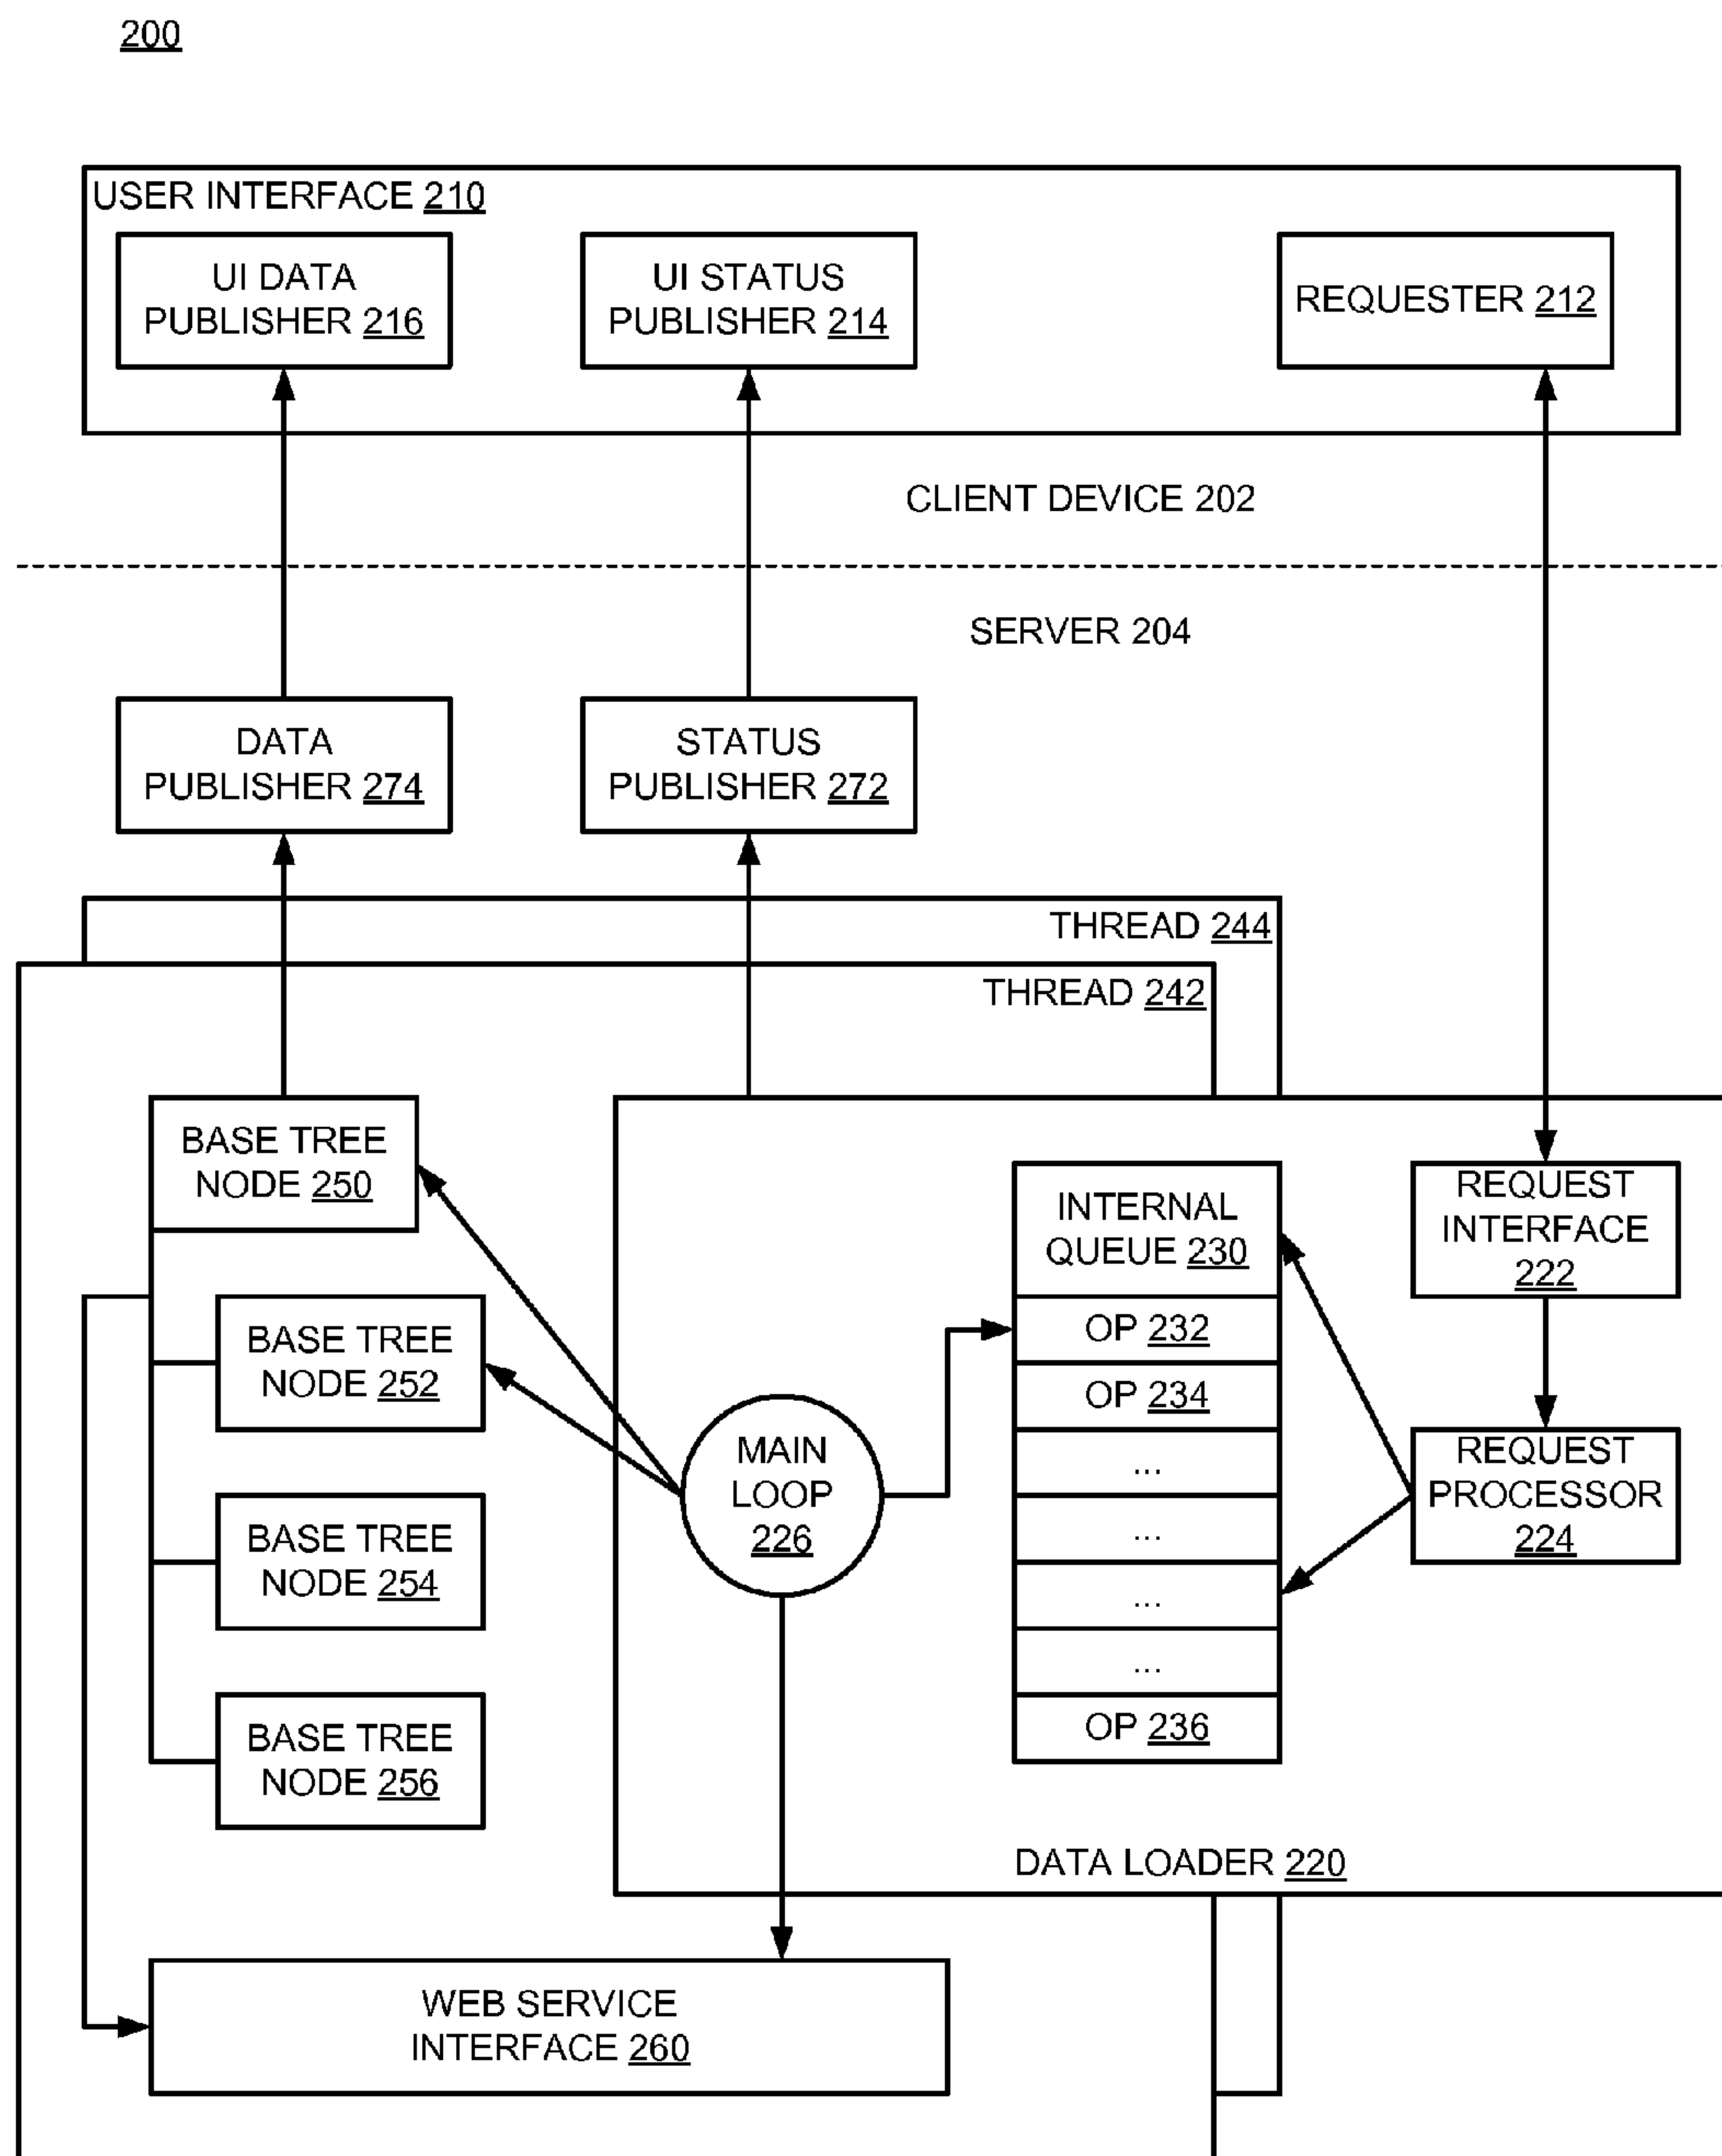 200
USER INTERFACE 210
UI DATA
PUBLISHER 216
UI STATUS
PUBLISHER 214
REQUESTER 212
CLIENT DEVICE 202
SERVER 204
DATA
PUBLISHER 274
STATUS
PUBLISHER 272
THREAD 244
THREAD 242
BASE TREE
NODE 250
BASE TREE
NODE 252
BASE TREE
NODE 254
BASE TREE
NODE 256
MAIN
LOOP
226
INTERNAL
QUEUE 230
OP 232
OP 234
...
...
...
...
OP 236
REQUEST
INTERFACE
222
REQUEST
PROCESSOR
224
DATA LOADER 220
WEB SERVICE
INTERFACE 260